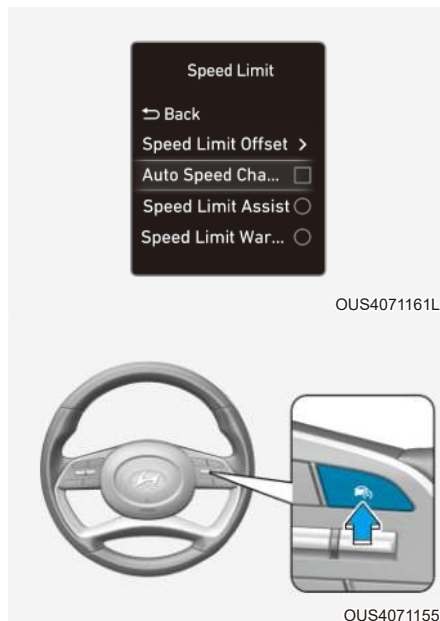 Speed Limit
Back
Speed Limit Offset >
Auto Speed Cha...
Speed Limit Assist
Speed Limit War...
OUS4071161L
OUS4071155